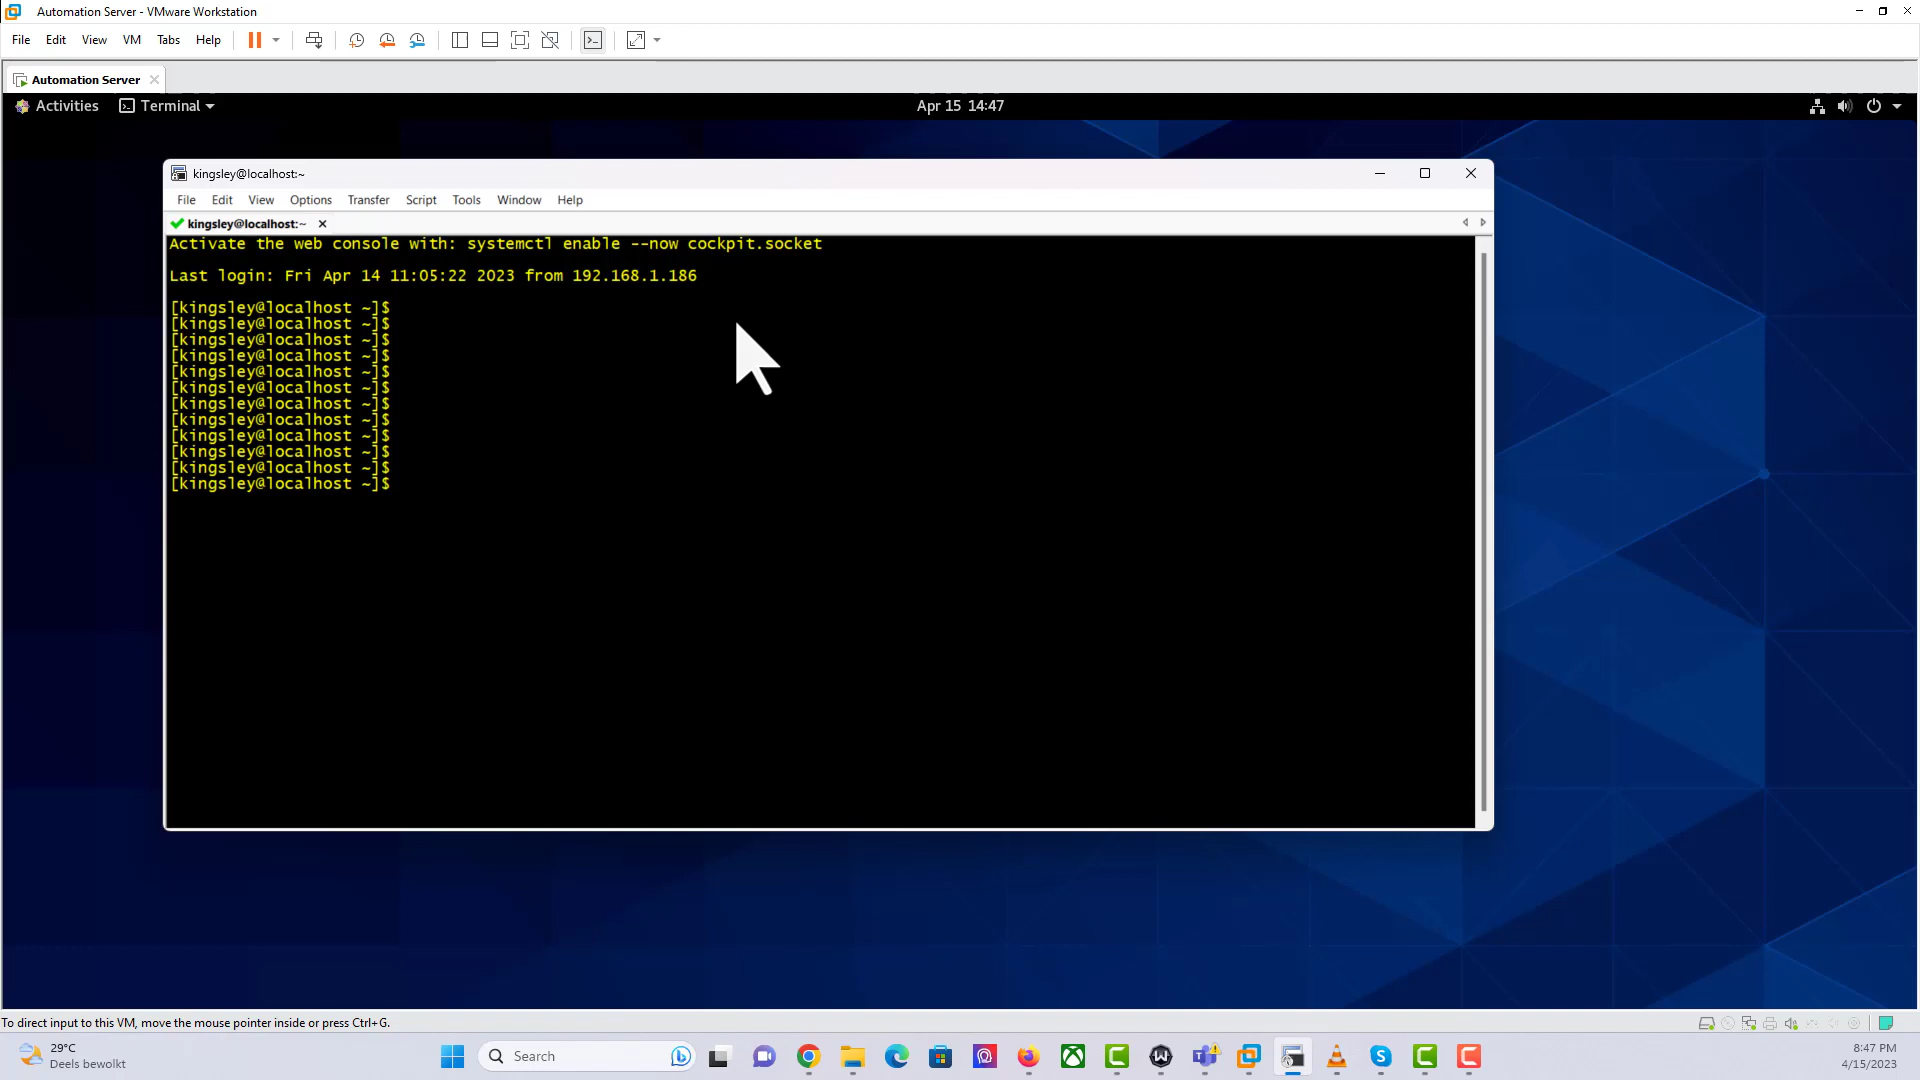 Automation Server - VMware Workstation
File Edit View VM Tabs Help
Automation Server
Activities Terminal Apr 15 14:47
kingsley@localhost:~
File Edit View Options Transfer Script Tools Window Help
kingsley@localhost:~
Activate the web console with: systemctl enable --now cockpit.socket
Last login: Fri Apr 14 11:05:22 2023 from 192.168.1.186
[kingsley@localhost ~]$
[kingsley@localhost ~]$
[kingsley@localhost ~]$
[kingsley@localhost ~]$
[kingsley@localhost ~]$
[kingsley@localhost ~]$
[kingsley@localhost ~]$
[kingsley@localhost ~]$
[kingsley@localhost ~]$
[kingsley@localhost ~]$
[kingsley@localhost ~]$
[kingsley@localhost ~]$
To direct input to this VM, move the mouse pointer inside or press Ctrl+G.
29°C
Deels bewolkt
Search
8:47 PM
4/15/2023